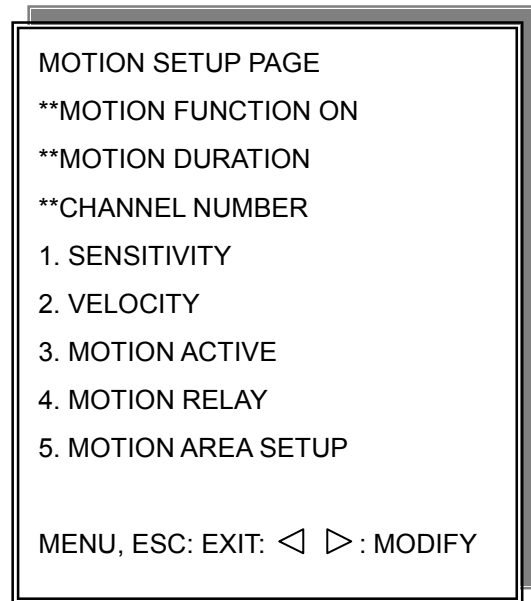 MOTION SETUP PAGE
**MOTION FUNCTION ON
**MOTION DURATION
**CHANNEL NUMBER
1. SENSITIVITY
2. VELOCITY
3. MOTION ACTIVE
4. MOTION RELAY
5. MOTION AREA SETUP
MENU, ESC: EXIT: ◁ ▷ : MODIFY